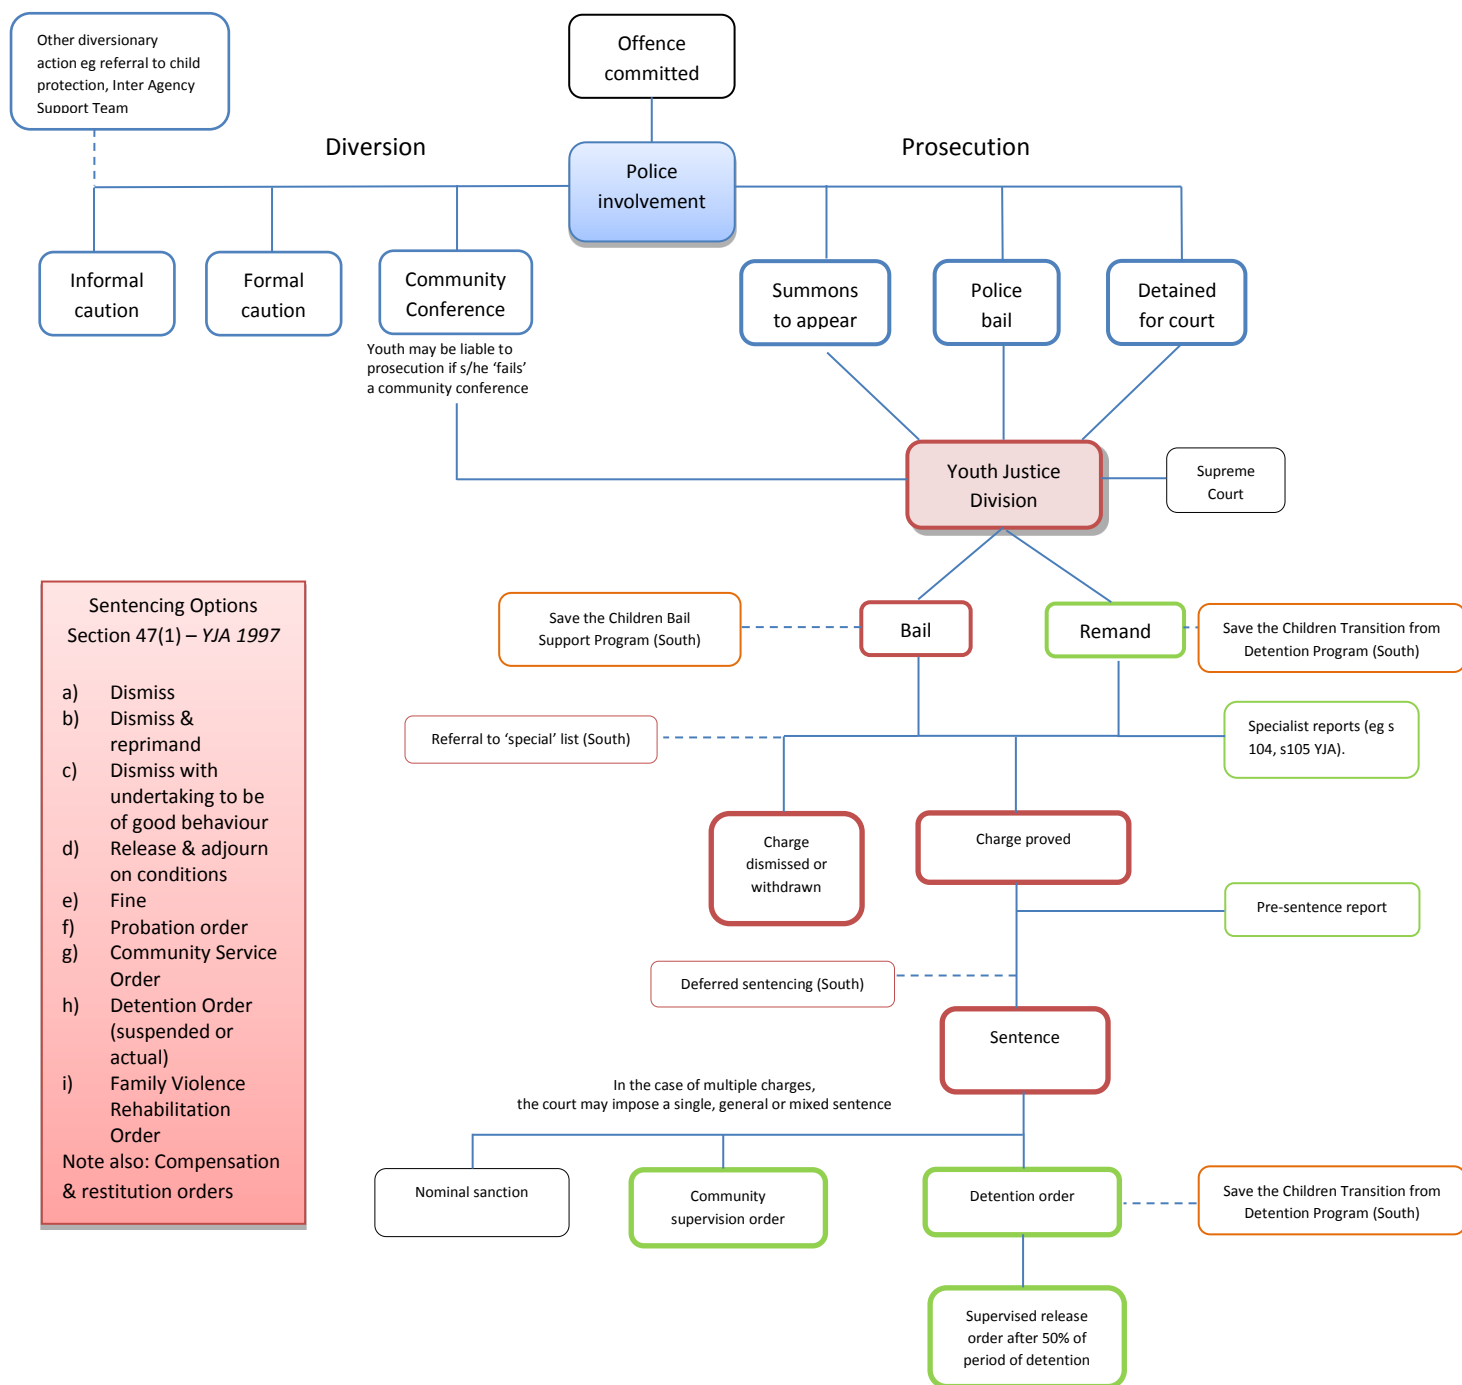 Other diversionary
action eg referral to child
protection, Inter Agency
Support Team
Offence
committed
Diversion
Prosecution
Police
involvement
Informal
caution
Formal
caution
Community
Conference
Summons
to appear
Police
bail
Detained
for court
Youth may be liable to
prosecution if s/he ‘fails’
a community conference
Youth Justice
Division
Supreme
Court
Sentencing Options
Section 47(1) – YJA 1997
a) Dismiss
b) Dismiss &
reprimand
c) Dismiss with
undertaking to be
of good behaviour
d) Release & adjourn
on conditions
e) Fine
f) Probation order
g) Community Service
Order
h) Detention Order
(suspended or
actual)
i) Family Violence
Rehabilitation
Order
Note also: Compensation
& restitution orders
Save the Children Bail
Support Program (South)
Bail
Remand
Save the Children Transition from
Detention Program (South)
Referral to ‘special’ list (South)
Specialist reports (eg s
104, s105 YJA).
Charge
dismissed or
withdrawn
Charge proved
Pre-sentence report
Deferred sentencing (South)
Sentence
In the case of multiple charges,
the court may impose a single, general or mixed sentence
Nominal sanction
Community
supervision order
Detention order
Save the Children Transition from
Detention Program (South)
Supervised release
order after 50% of
period of detention